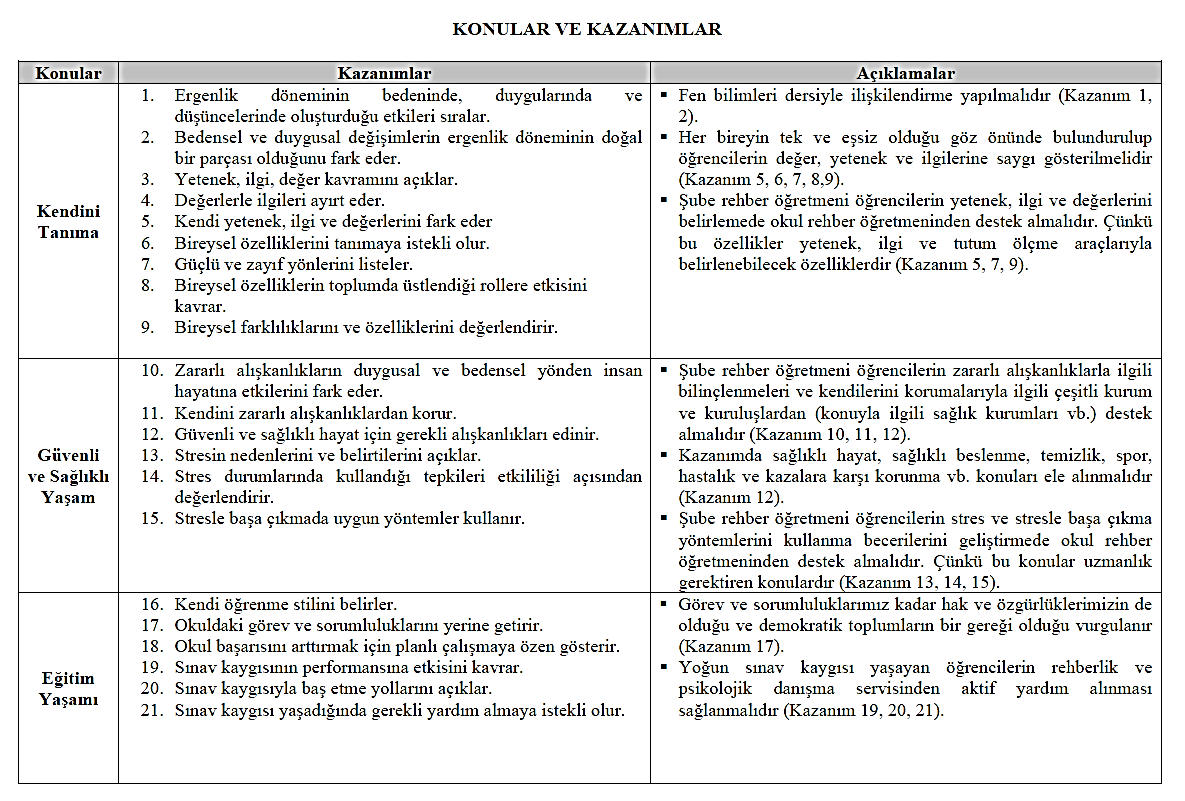 KONULAR VE KAZANIMLAR
Konular
Kazanımlar
Açıklamalar
Kendini
Tanıma
1. Ergenlik döneminin bedeninde, duygularında ve
düşüncelerinde oluşturduğu etkileri sıralar.
2. Bedensel ve duygusal değişimlerin ergenlik döneminin doğal
bir parçası olduğunu fark eder.
3. Yetenek, ilgi, değer kavramını açıklar.
4. Değerlerle ilgileri ayırt eder.
5. Kendi yetenek, ilgi ve değerlerini fark eder
6. Bireysel özelliklerini tanımaya istekli olur.
7. Güçlü ve zayıf yönlerini listeler.
8. Bireysel özelliklerin toplumda üstlendiği rollere etkisini
kavrar.
9. Bireysel farklılıklarını ve özelliklerini değerlendirir.
▪ Fen bilimleri dersiyle ilişkilendirme yapılmalıdır (Kazanım 1,
2).
▪ Her bireyin tek ve eşsiz olduğu göz önünde bulundurulup
öğrencilerin değer, yetenek ve ilgilerine saygı gösterilmelidir
(Kazanım 5, 6, 7, 8,9).
▪ Şube rehber öğretmeni öğrencilerin yetenek, ilgi ve değerlerini
belirlemede okul rehber öğretmeninden destek almalıdır. Çünkü
bu özellikler yetenek, ilgi ve tutum ölçme araçlarıyla
belirlenebilecek özelliklerdir (Kazanım 5, 7, 9).
Güvenli
ve Sağlıklı
Yaşam
10. Zararlı alışkanlıkların duygusal ve bedensel yönden insan
hayatına etkilerini fark eder.
11. Kendini zararlı alışkanlıklardan korur.
12. Güvenli ve sağlıklı hayat için gerekli alışkanlıkları edinir.
13. Stresin nedenlerini ve belirtilerini açıklar.
14. Stres durumlarında kullandığı tepkileri etkililiği açısından
değerlendirir.
15. Stresle başa çıkmada uygun yöntemler kullanır.
▪ Şube rehber öğretmeni öğrencilerin zararlı alışkanlıklarla ilgili
bilinçlenmeleri ve kendilerini korumalarıyla ilgili çeşitli kurum
ve kuruluşlardan (konuyla ilgili sağlık kurumları vb.) destek
almalıdır (Kazanım 10, 11, 12).
▪ Kazanımda sağlıklı hayat, sağlıklı beslenme, temizlik, spor,
hastalık ve kazalara karşı korunma vb. konuları ele alınmalıdır
(Kazanım 12).
▪ Şube rehber öğretmeni öğrencilerin stres ve stresle başa çıkma
yöntemlerini kullanma becerilerini geliştirmede okul rehber
öğretmeninden destek almalıdır. Çünkü bu konular uzmanlık
gerektiren konulardır (Kazanım 13, 14, 15).
Eğitim
Yaşamı
16. Kendi öğrenme stilini belirler.
17. Okuldaki görev ve sorumluluklarını yerine getirir.
18. Okul başarısını arttırmak için planlı çalışmaya özen gösterir.
19. Sınav kaygısının performansına etkisini kavrar.
20. Sınav kaygısıyla baş etme yollarını açıklar.
21. Sınav kaygısı yaşadığında gerekli yardım almaya istekli olur.
▪ Görev ve sorumluluklarımız kadar hak ve özgürlüklerimizin de
olduğu ve demokratik toplumların bir gereği olduğu vurgulanır
(Kazanım 17).
▪ Yoğun sınav kaygısı yaşayan öğrencilerin rehberlik ve
psikolojik danışma servisinden aktif yardım alınması
sağlanmalıdır (Kazanım 19, 20, 21).